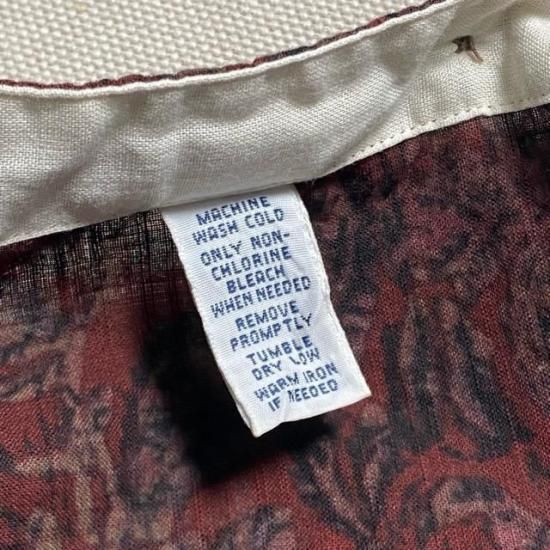 MACHINE
WASH COLD
ONLY NON-
CHLORINE
BLEACH
WHEN NEEDED
REMOVE
PROMPTLY
TUMBLE
DRY LOW
WARM IRON
IF NEEDED